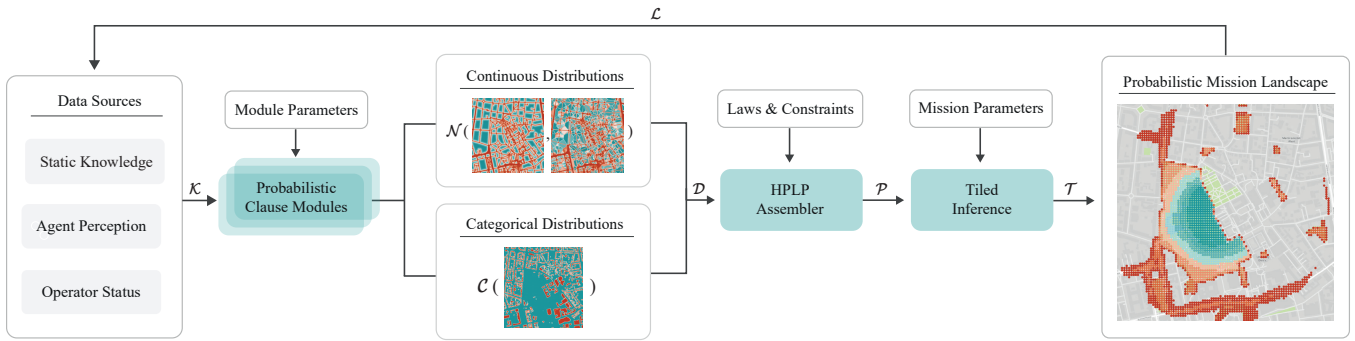 ℒ
Data Sources
Static Knowledge
Agent Perception
Operator Status
𝒦
Module Parameters
Probabilistic
Clause Modules
Continuous Distributions
𝒩 ( , )
Categorical Distributions
𝒞 ( )
𝒟
Laws & Constraints
HPLP
Assembler
𝒫
Mission Parameters
Tiled
Inference
𝒯
Probabilistic Mission Landscape